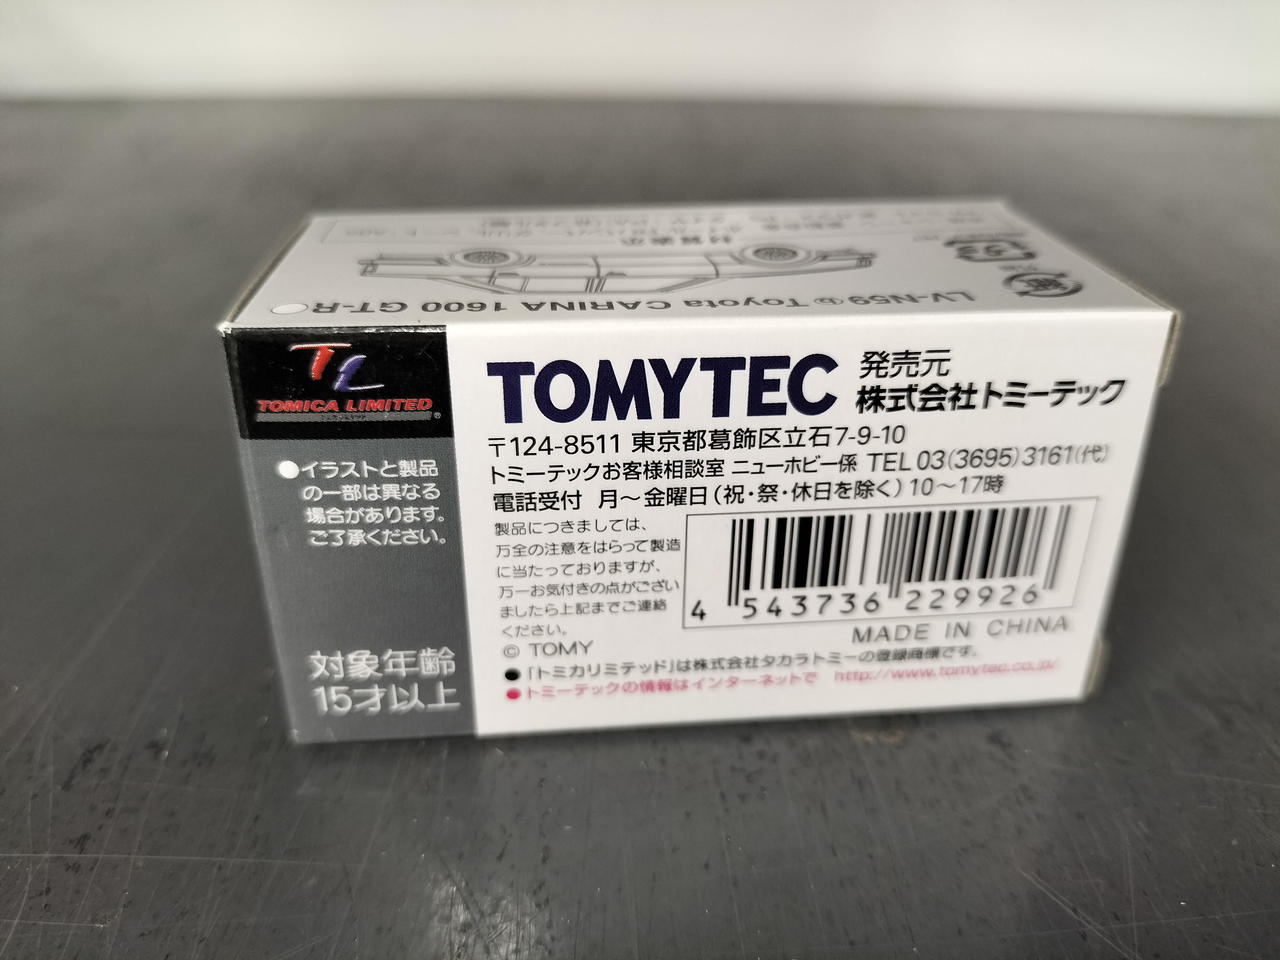 LV-N59 b Toyota CARINA 1600 GT-R
材質表示
TL
TOMICA LIMITED
●イラストと製品
の一部は異なる
場合があります。
ご了承ください。
対象年齢
15才以上
TOMYTEC
発売元
株式会社トミーテック
〒124-8511 東京都葛飾区立石7-9-10
トミーテックお客様相談室 ニューホビー係 TEL 03(3695)3161(代)
電話受付 月～金曜日(祝・祭・休日を除く)10～17時
製品につきましては、
万全の注意をはらって製造
に当たっておりますが、
万一お気付きの点がござい
ましたら上記までご連絡
ください。
4 543736 229926
MADE IN CHINA
© TOMY
●「トミカリミテッド」は株式会社タカラトミーの登録商標です。
●トミーテックの情報はインターネットで http://www.tomytec.co.jp/